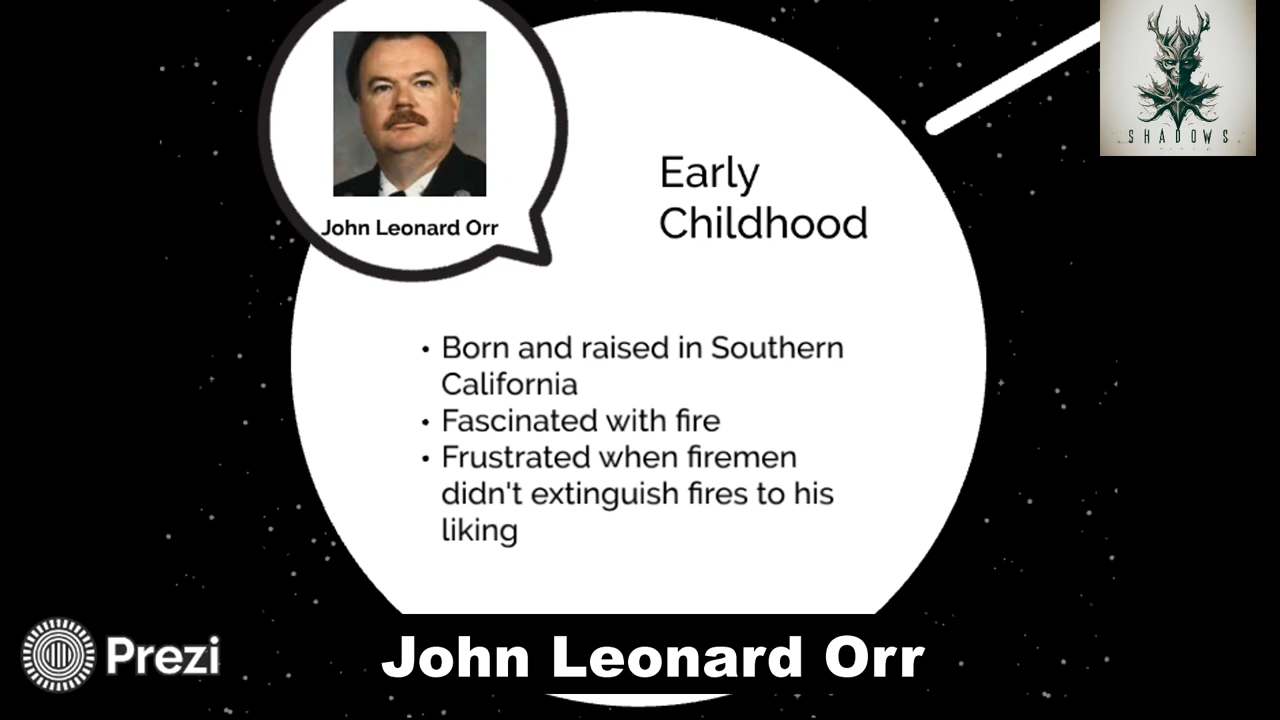 SHADOWS
John Leonard Orr
Early
Childhood
• Born and raised in Southern
California
• Fascinated with fire
• Frustrated when firemen
didn't extinguish fires to his
liking
Prezi
John Leonard Orr